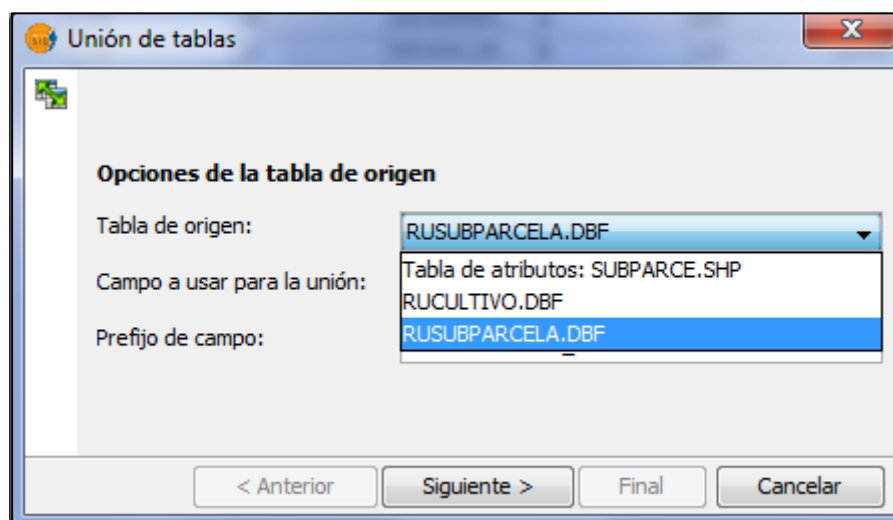 Unión de tablas
Opciones de la tabla de origen
Tabla de origen:
RUSUBPARCELA.DBF
Tabla de atributos: SUBPARCE.SHP
Campo a usar para la unión:
RUCULTIVO.DBF
RUSUBPARCELA.DBF
Prefijo de campo:
< Anterior
Siguiente >
Final
Cancelar